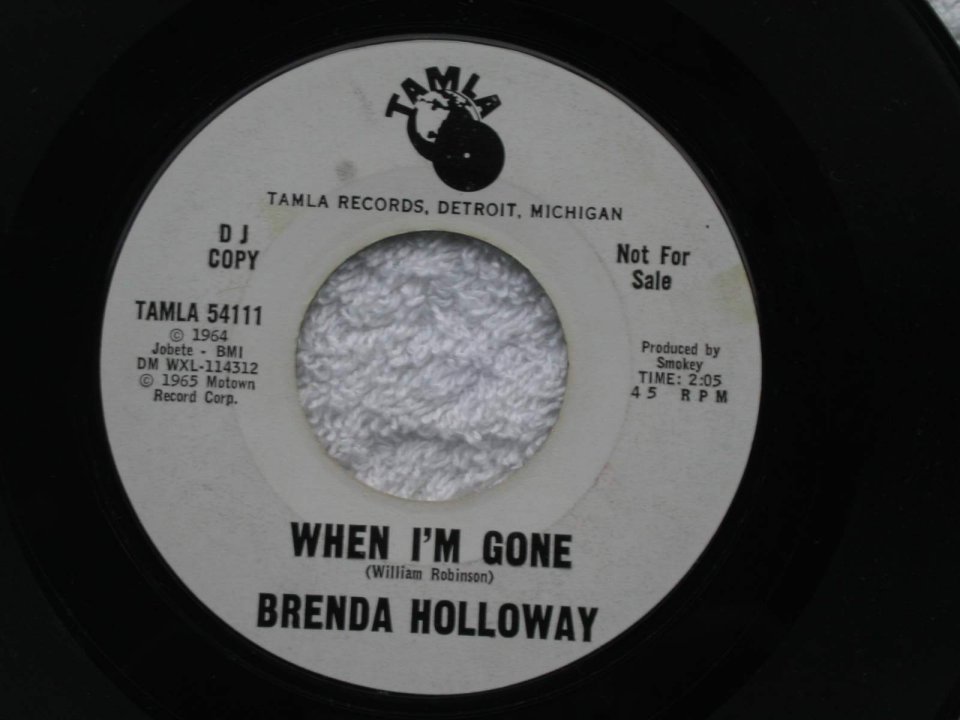 TAMLA
TAMLA RECORDS, DETROIT, MICHIGAN
D J
COPY
Not For
Sale
TAMLA 54111
© 1964
Jobete - BMI
DM WXL-114312
© 1965 Motown
Record Corp.
Produced by
Smokey
TIME: 2:05
45 RPM
WHEN I'M GONE
(William Robinson)
BRENDA HOLLOWAY